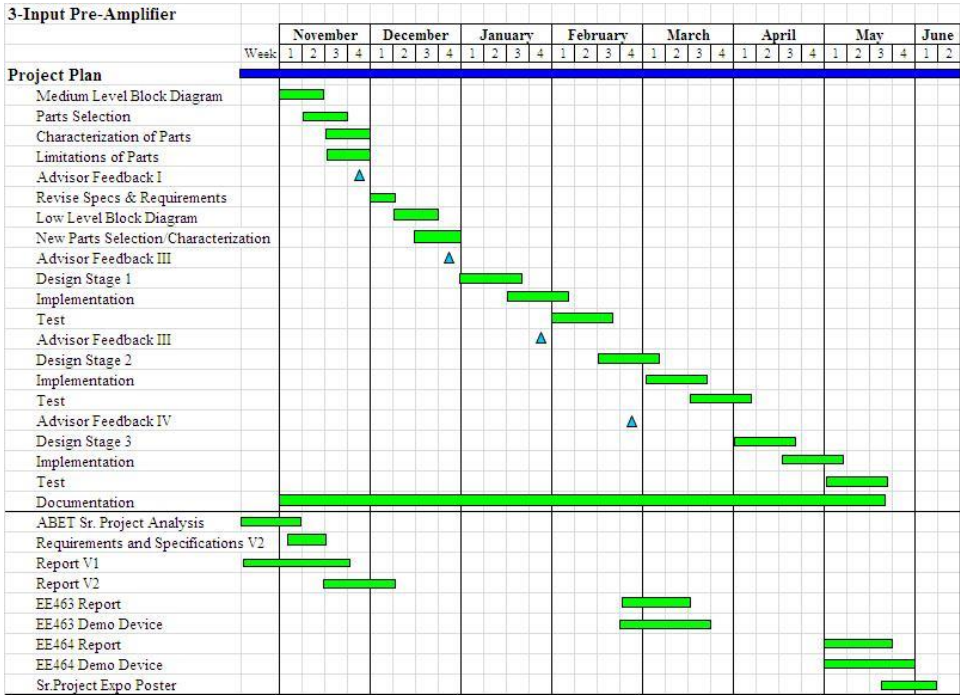 3-Input Pre-Amplifier
November December January February March April May June
Week 1 2 3 4 1 2 3 4 1 2 3 4 1 2 3 4 1 2 3 4 1 2 3 4 1 2 3 4 1 2
Project Plan
Medium Level Block Diagram
Parts Selection
Characterization of Parts
Limitations of Parts
Advisor Feedback I
Revise Specs & Requirements
Low Level Block Diagram
New Parts Selection/Characterization
Advisor Feedback III
Design Stage 1
Implementation
Test
Advisor Feedback III
Design Stage 2
Implementation
Test
Advisor Feedback IV
Design Stage 3
Implementation
Test
Documentation
ABET Sr. Project Analysis
Requirements and Specifications V2
Report V1
Report V2
EE463 Report
EE463 Demo Device
EE464 Report
EE464 Demo Device
Sr.Project Expo Poster